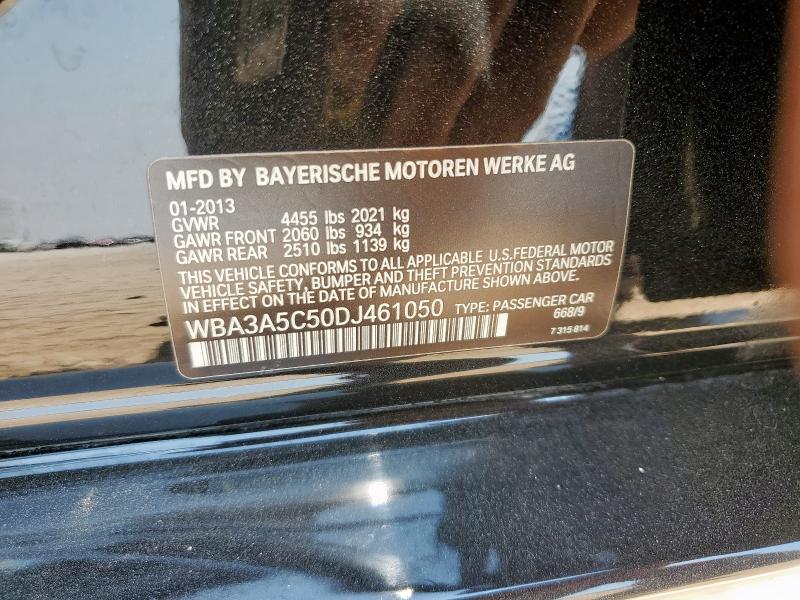 MFD BY BAYERISCHE MOTOREN WERKE AG
01-2013
GVWR 4455 lbs 2021 kg
GAWR FRONT 2060 lbs 934 kg
GAWR REAR 2510 lbs 1139 kg
THIS VEHICLE CONFORMS TO ALL APPLICABLE U.S.FEDERAL MOTOR
VEHICLE SAFETY, BUMPER AND THEFT PREVENTION STANDARDS
IN EFFECT ON THE DATE OF MANUFACTURE SHOWN ABOVE.
WBA3A5C50DJ461050 TYPE: PASSENGER CAR
668/9
7 315 814